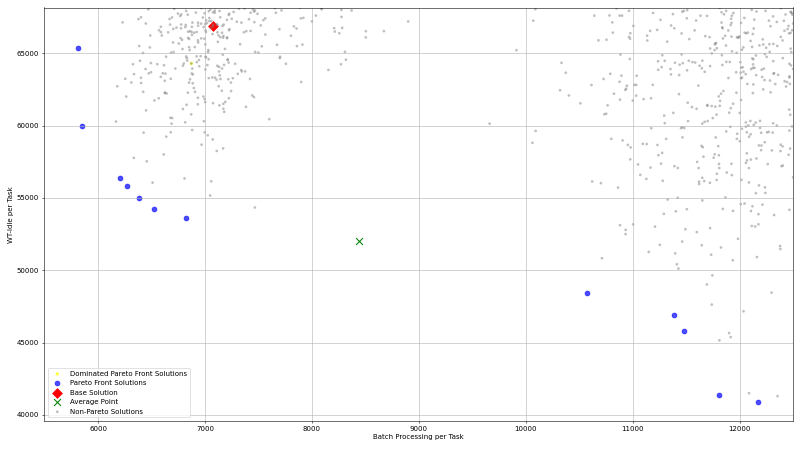 65000
60000
55000
50000
45000
40000
WT-Idle per Task
Dominated Pareto Front Solutions
Pareto Front Solutions
Base Solution
Average Point
Non-Pareto Solutions
6000 7000 8000 9000 10000 11000 12000
Batch Processing per Task